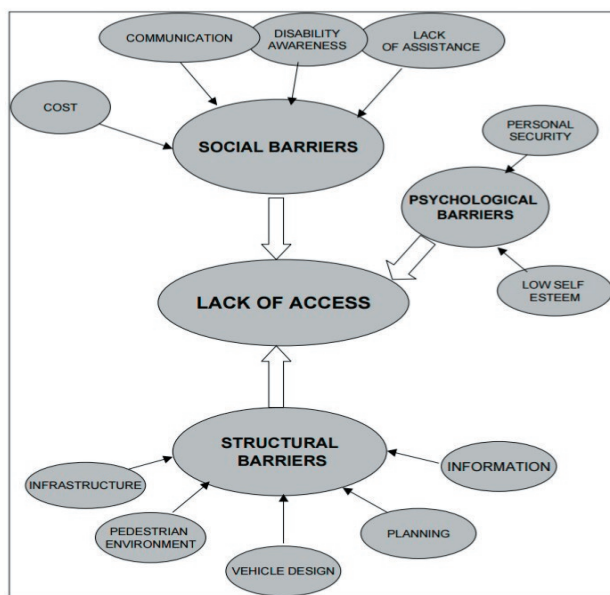 COMMUNICATION
DISABILITY
AWARENESS
LACK
OF ASSISTANCE
COST
SOCIAL BARRIERS
PERSONAL
SECURITY
PSYCHOLOGICAL
BARRIERS
LOW SELF
ESTEEM
LACK OF ACCESS
STRUCTURAL
BARRIERS
INFORMATION
INFRASTRUCTURE
PEDESTRIAN
ENVIRONMENT
PLANNING
VEHICLE DESIGN